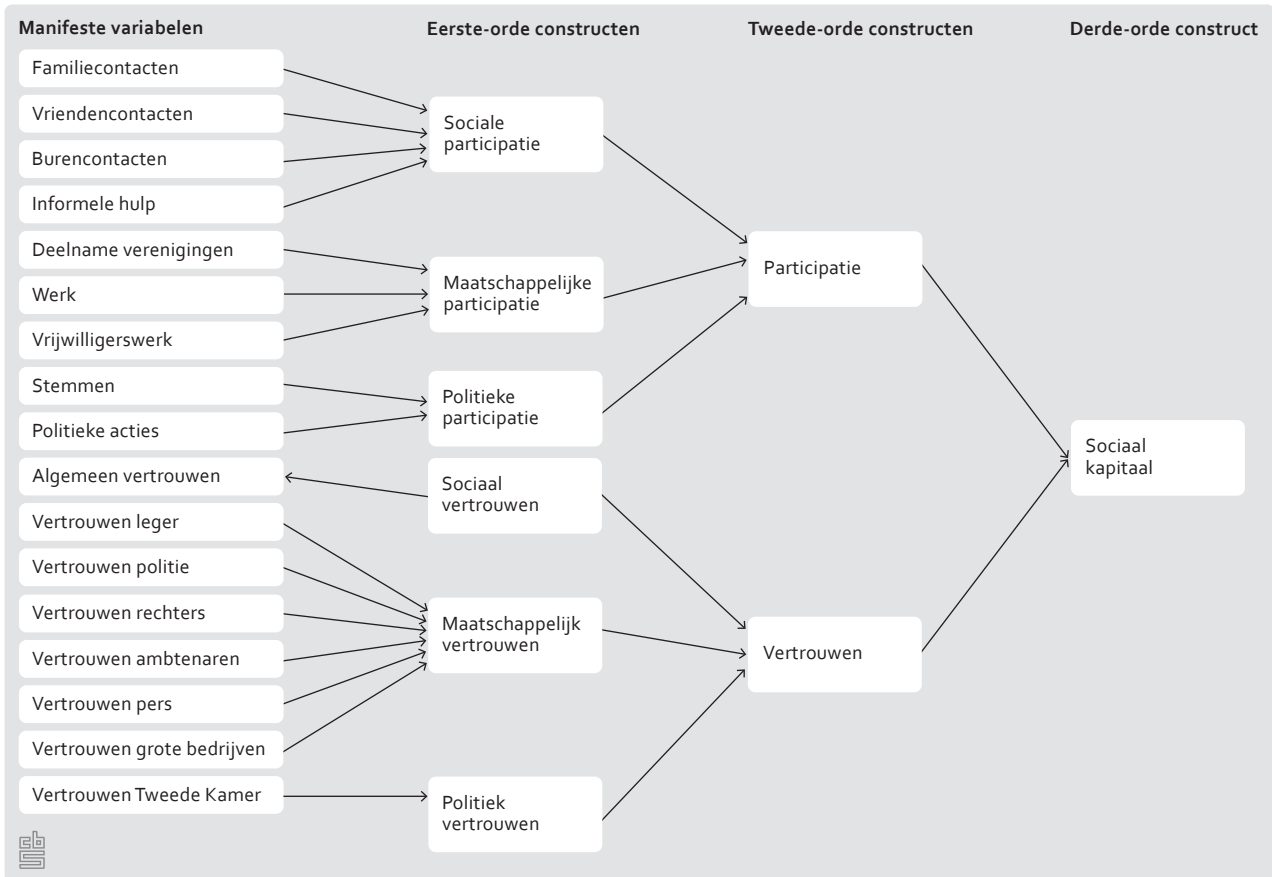 Manifeste variabelen
Eerste-orde constructen
Tweede-orde constructen
Derde-orde construct
Familiecontacten
Vriendencontacten
Burencontacten
Informele hulp
Deelname verenigingen
Werk
Vrijwilligerswerk
Stemmen
Politieke acties
Algemeen vertrouwen
Vertrouwen leger
Vertrouwen politie
Vertrouwen rechters
Vertrouwen ambtenaren
Vertrouwen pers
Vertrouwen grote bedrijven
Vertrouwen Tweede Kamer
Sociale
participatie
Maatschappelijke
participatie
Politieke
participatie
Sociaal
vertrouwen
Maatschappelijk
vertrouwen
Politiek
vertrouwen
Participatie
Vertrouwen
Sociaal
kapitaal
cbs